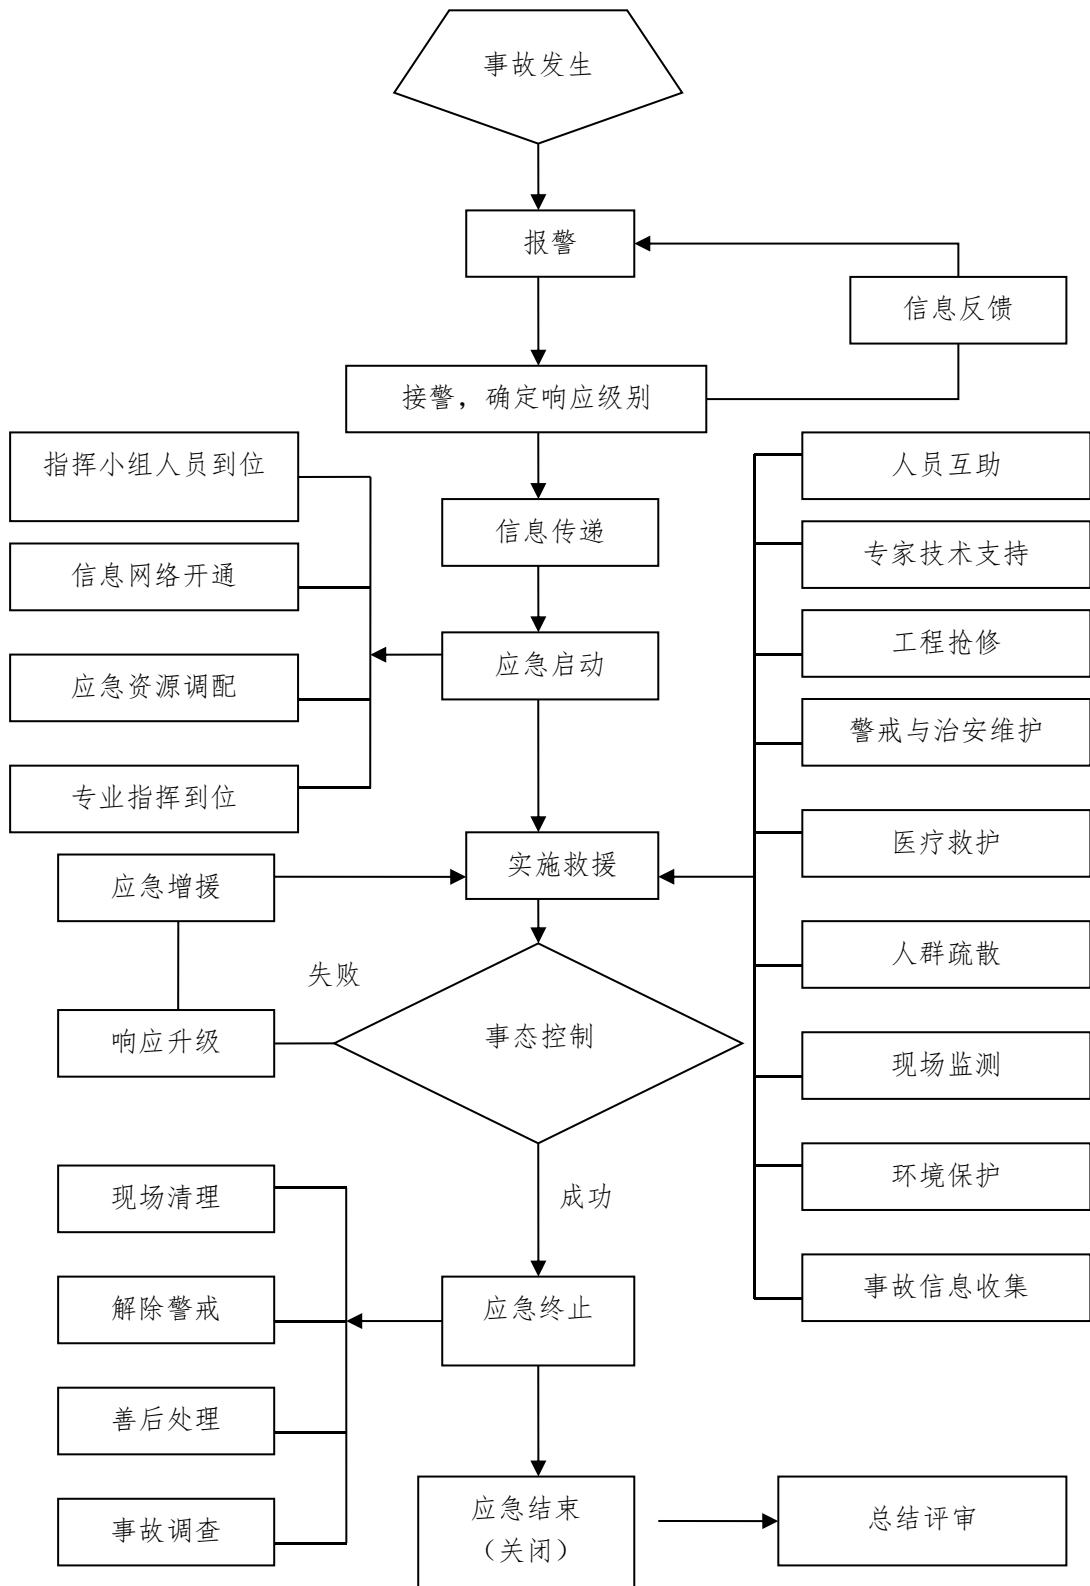 事故发生
报警
信息反馈
接警，确定响应级别
指挥小组人员到位
人员互助
信息传递
专家技术支持
信息网络开通
应急启动
工程抢修
应急资源调配
警戒与治安维护
专业指挥到位
实施救援
医疗救护
应急增援
失败
人群疏散
响应升级
事态控制
现场监测
现场清理
成功
环境保护
解除警戒
应急终止
事故信息收集
善后处理
事故调查
应急结束
（关闭）
总结评审